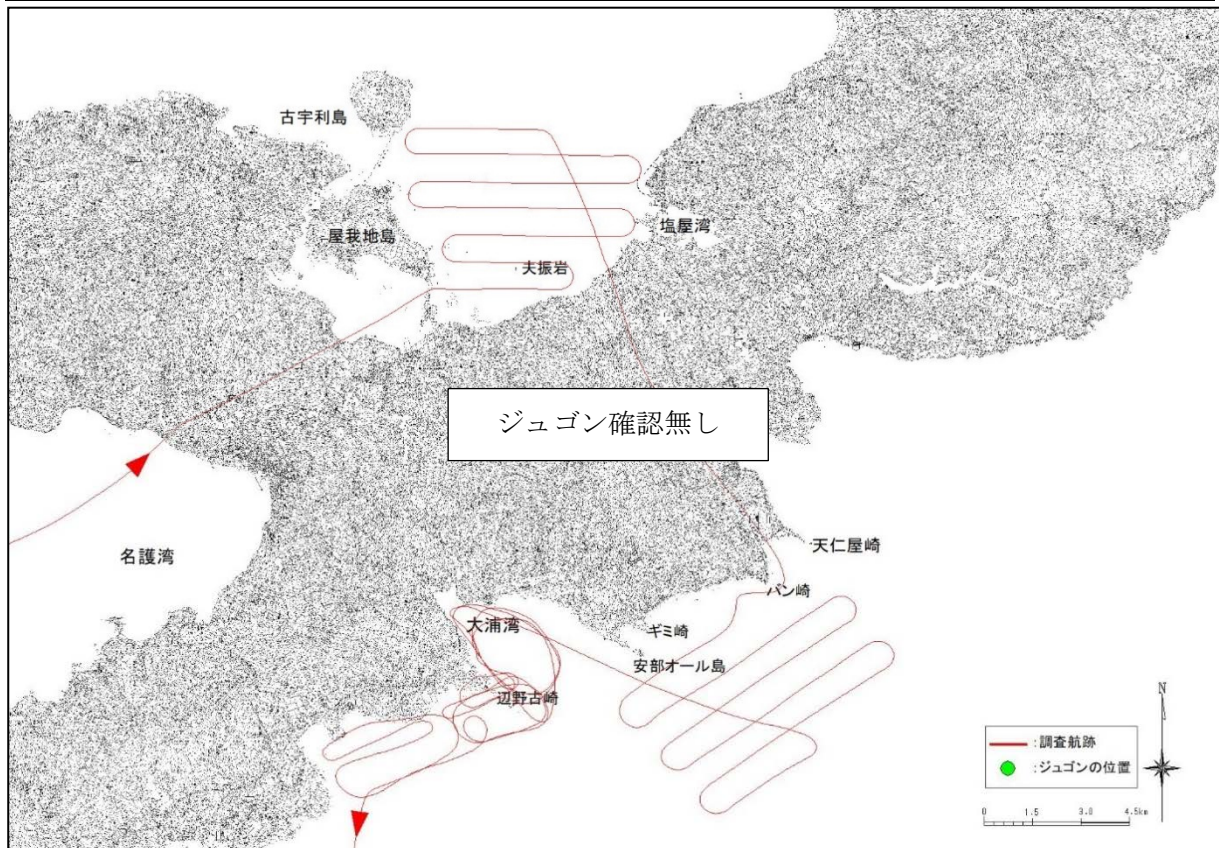 古宇利島
屋我地島
塩屋湾
夫振岩
ジュゴン確認無し
名護湾
天仁屋崎
バン崎
大浦湾
ギミ崎
安部オール島
辺野古崎
N
:調査航跡
:ジュゴンの位置
0 1.5 3.0 4.5km